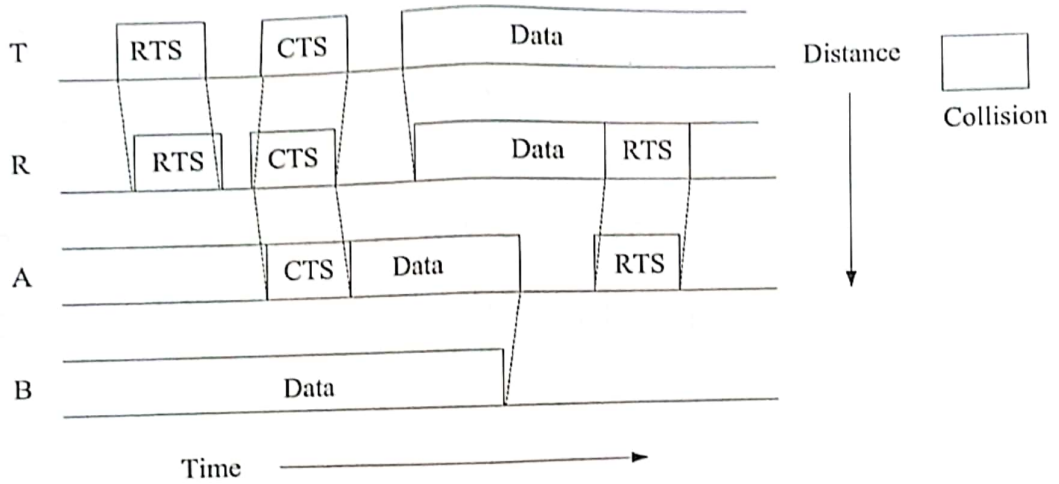 T RTS CTS Data Distance
Collision
R RTS CTS Data RTS
A CTS Data RTS
B Data
Time